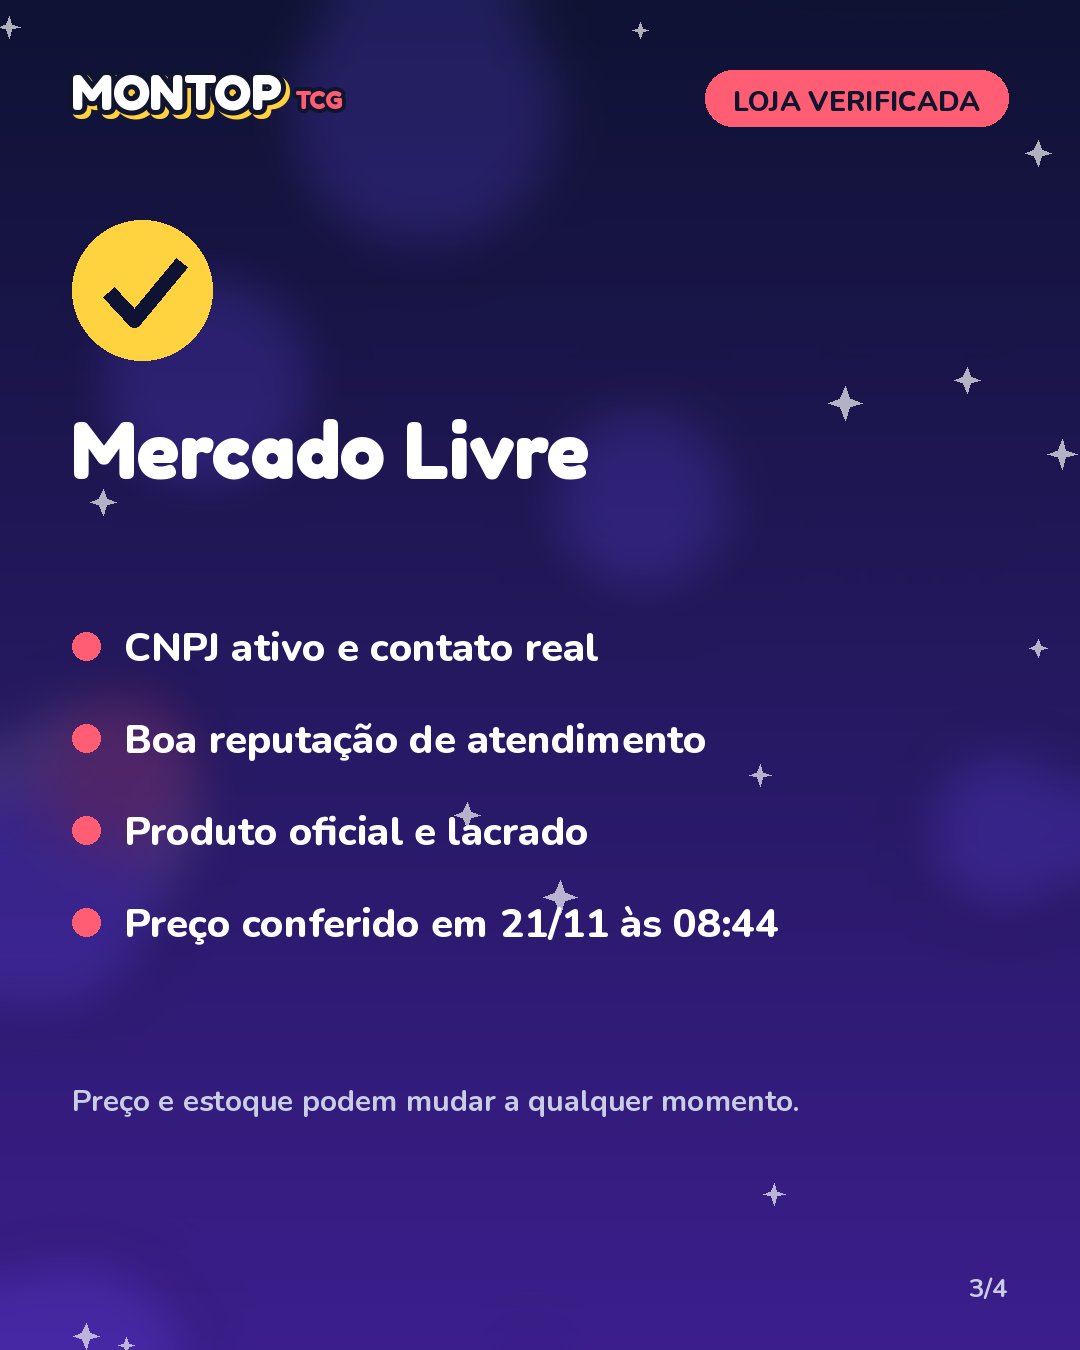 MONTOP TCG
LOJA VERIFICADA
Mercado Livre
CNPJ ativo e contato real
Boa reputação de atendimento
Produto oficial e lacrado
Preço conferido em 21/11 às 08:44
Preço e estoque podem mudar a qualquer momento.
3/4